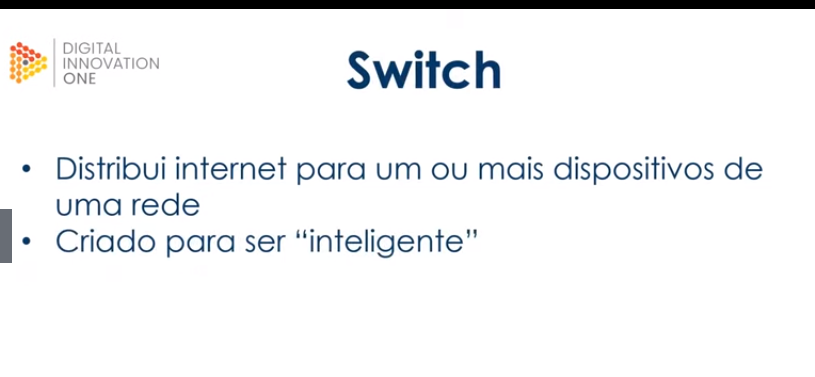 DIGITAL
INNOVATION
ONE
Switch
• Distribui internet para um ou mais dispositivos de
uma rede
• Criado para ser “inteligente”